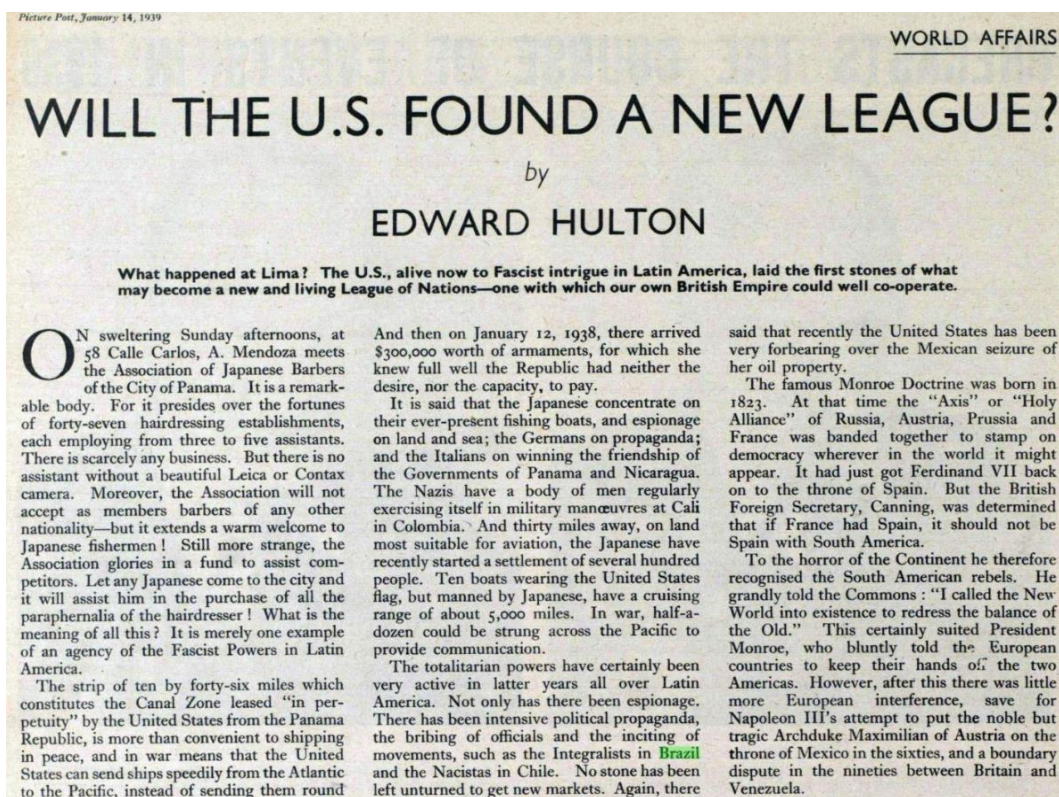 Picture Post, January 14, 1939
WORLD AFFAIRS
WILL THE U.S. FOUND A NEW LEAGUE?
by
EDWARD HULTON
What happened at Lima? The U.S., alive now to Fascist intrigue in Latin America, laid the first stones of what
may become a new and living League of Nations—one with which our own British Empire could well co-operate.
ON sweltering Sunday afternoons, at
58 Calle Carlos, A. Mendoza meets
the Association of Japanese Barbers
of the City of Panama. It is a remark-
able body. For it presides over the fortunes
of forty-seven hairdressing establishments,
each employing from three to five assistants.
There is scarcely any business. But there is no
assistant without a beautiful Leica or Contax
camera. Moreover, the Association will not
accept as members barbers of any other
nationality—but it extends a warm welcome to
Japanese fishermen! Still more strange, the
Association glories in a fund to assist com-
petitors. Let any Japanese come to the city and
it will assist him in the purchase of all the
paraphernalia of the hairdresser! What is the
meaning of all this? It is merely one example
of an agency of the Fascist Powers in Latin
America.
The strip of ten by forty-six miles which
constitutes the Canal Zone leased "in per-
petuity" by the United States from the Panama
Republic, is more than convenient to shipping
in peace, and in war means that the United
States can send ships speedily from the Atlantic
to the Pacific, instead of sending them round
And then on January 12, 1938, there arrived
$300,000 worth of armaments, for which she
knew full well the Republic had neither the
desire, nor the capacity, to pay.
It is said that the Japanese concentrate on
their ever-present fishing boats, and espionage
on land and sea; the Germans on propaganda;
and the Italians on winning the friendship of
the Governments of Panama and Nicaragua.
The Nazis have a body of men regularly
exercising itself in military manœuvres at Cali
in Colombia. And thirty miles away, on land
most suitable for aviation, the Japanese have
recently started a settlement of several hundred
people. Ten boats wearing the United States
flag, but manned by Japanese, have a cruising
range of about 5,000 miles. In war, half-a-
dozen could be strung across the Pacific to
provide communication.
The totalitarian powers have certainly been
very active in latter years all over Latin
America. Not only has there been espionage.
There has been intensive political propaganda,
the bribing of officials and the inciting of
movements, such as the Integralists in Brazil
and the Nacistas in Chile. No stone has been
left unturned to get new markets. Again, there
said that recently the United States has been
very forbearing over the Mexican seizure of
her oil property.
The famous Monroe Doctrine was born in
1823. At that time the "Axis" or "Holy
Alliance" of Russia, Austria, Prussia and
France was banded together to stamp on
democracy wherever in the world it might
appear. It had just got Ferdinand VII back
on to the throne of Spain. But the British
Foreign Secretary, Canning, was determined
that if France had Spain, it should not be
Spain with South America.
To the horror of the Continent he therefore
recognised the South American rebels. He
grandly told the Commons: "I called the New
World into existence to redress the balance of
the Old." This certainly suited President
Monroe, who bluntly told the European
countries to keep their hands off the two
Americas. However, after this there was little
more European interference, save for
Napoleon III's attempt to put the noble but
tragic Archduke Maximilian of Austria on the
throne of Mexico in the sixties, and a boundary
dispute in the nineties between Britain and
Venezuela.